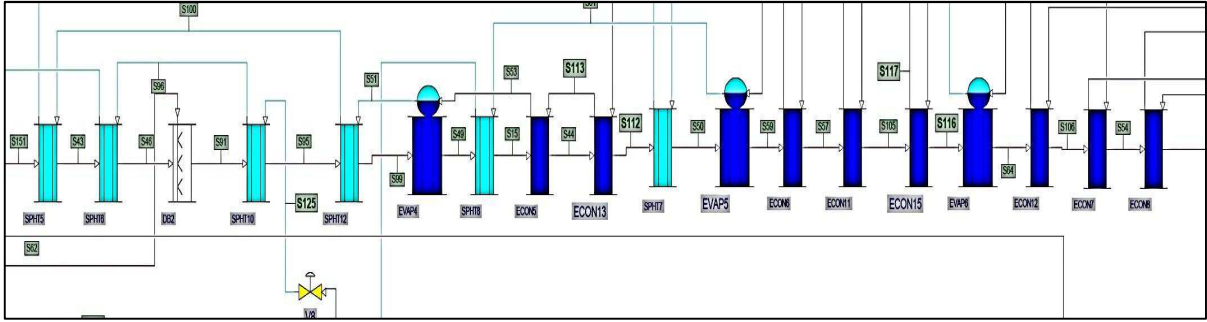 S100
S96
S51
S53
S113
S117
S151
S43
S46
S91
S95
S99
S49
S15
S44
S112
S50
S59
S57
S105
S116
S64
S106
S54
SPHT5
SPHT6
DB2
SPHT10
S125
SPHT12
EVAP4
SPHT8
ECON5
ECON13
SPHT7
EVAP5
ECON6
ECON11
ECON15
EVAP6
ECON12
ECON7
S62
V8